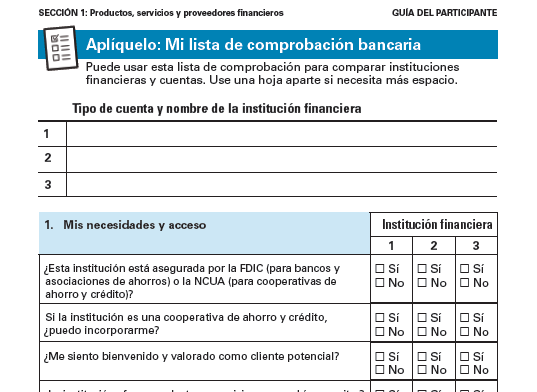 SECCIÓN 1: Productos, servicios y proveedores financieros GUÍA DEL PARTICIPANTE
Aplíquelo: Mi lista de comprobación bancaria
Puede usar esta lista de comprobación para comparar instituciones
financieras y cuentas. Use una hoja aparte si necesita más espacio.
Tipo de cuenta y nombre de la institución financiera
1
2
3
1. Mis necesidades y acceso Institución financiera
1 2 3
¿Esta institución está asegurada por la FDIC (para bancos y
asociaciones de ahorros) o la NCUA (para cooperativas de
ahorro y crédito)?
☐ Sí ☐ Sí ☐ Sí
☐ No ☐ No ☐ No
Si la institución es una cooperativa de ahorro y crédito,
¿puedo incorporarme?
☐ Sí ☐ Sí ☐ Sí
☐ No ☐ No ☐ No
¿Me siento bienvenido y valorado como cliente potencial?
☐ Sí ☐ Sí ☐ Sí
☐ No ☐ No ☐ No